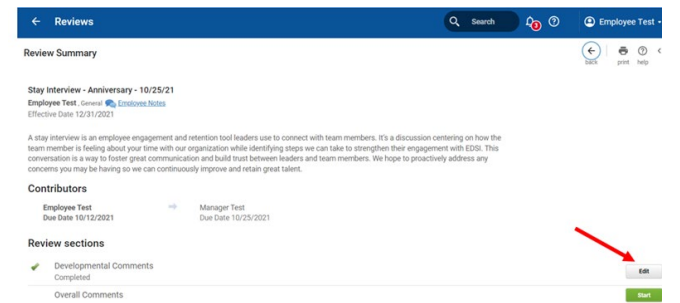 ← Reviews Search 3 Employee Test
Review Summary back print help
Stay Interview - Anniversary - 10/25/21
Employee Test , General Employee Notes
Effective Date 12/31/2021
A stay interview is an employee engagement and retention tool leaders use to connect with team members. It's a discussion centering on how the
team member is feeling about your time with our organization while identifying steps we can take to strengthen their engagement with EDSI. This
conversation is a way to foster great communication and build trust between leaders and team members. We hope to proactively address any
concerns you may be having so we can continuously improve and retain great talent.
Contributors
Employee Test Manager Test
Due Date 10/12/2021 Due Date 10/25/2021
Review sections
Developmental Comments
Completed Edit
Overall Comments Start